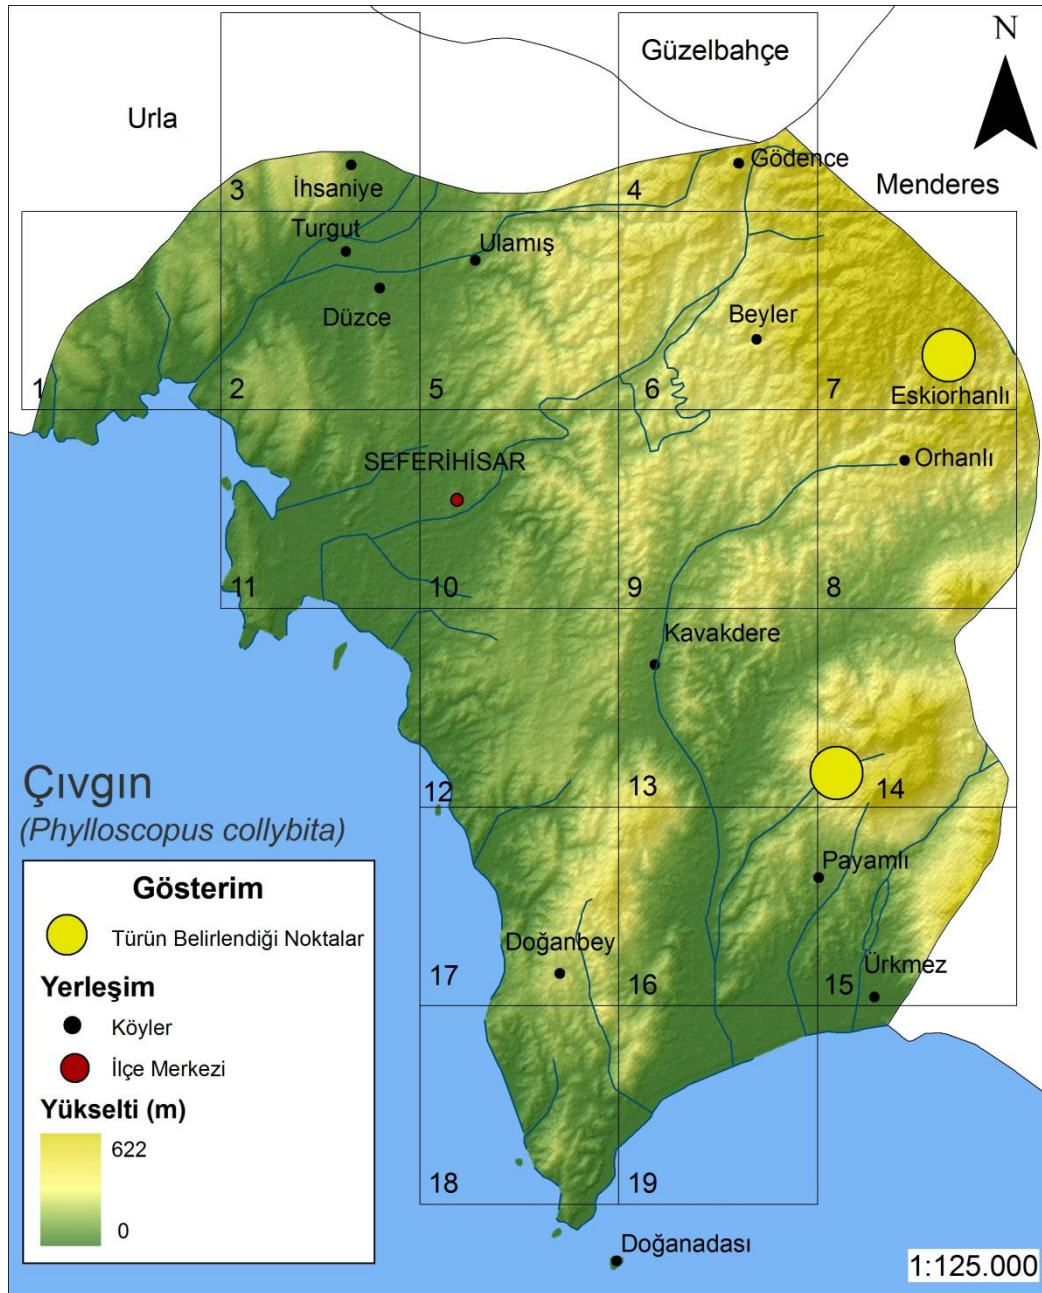 N
Güzelbahçe
Urla
Gödence
Menderes
3
İhsaniye
4
Turgut
Ulamış
Düzce
Beyler
1
2
5
6
7
Eskiorhanlı
SEFERİHİSAR
Orhanlı
11
10
9
8
Kavakdere
Çıvgın
(Phylloscopus collybita)
12
13
14
Payamlı
Gösterim
Türün Belirlendiği Noktalar
Yerleşim
Köyler
İlçe Merkezi
Yükselti (m)
622
0
Doğanbey
Ürkmez
17
16
15
18
19
Doğanadası
1:125.000